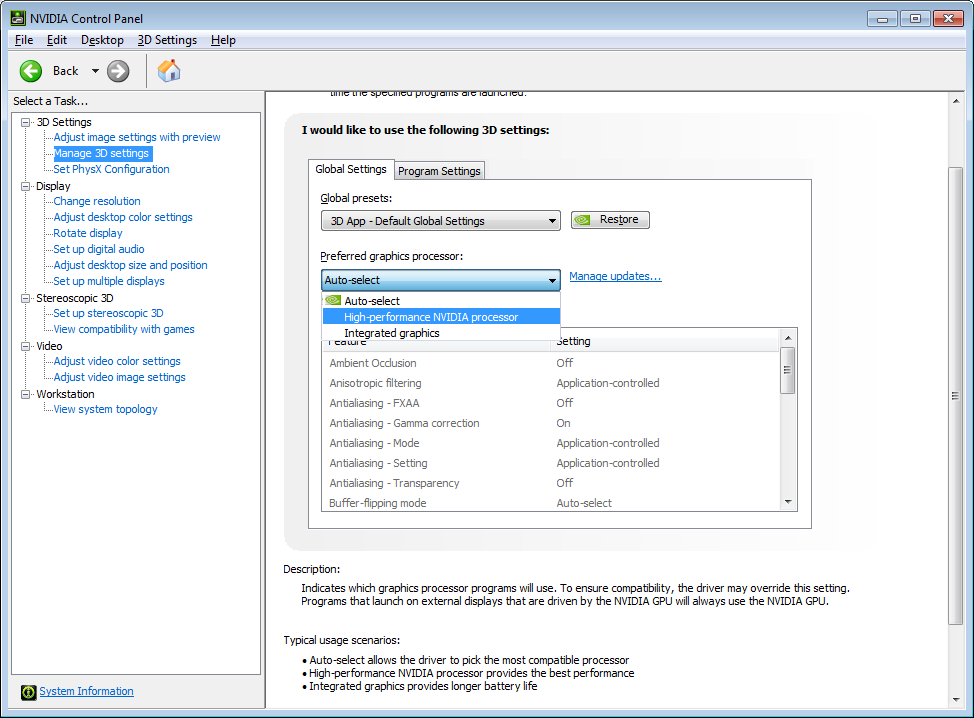 NVIDIA Control Panel
File Edit Desktop 3D Settings Help
Back
Select a Task...
3D Settings
Adjust image settings with preview
Manage 3D settings
Set PhysX Configuration
Display
Change resolution
Adjust desktop color settings
Rotate display
Set up digital audio
Adjust desktop size and position
Set up multiple displays
Stereoscopic 3D
Set up stereoscopic 3D
View compatibility with games
Video
Adjust video color settings
Adjust video image settings
Workstation
View system topology
System Information
time the specified programs are launched.
I would like to use the following 3D settings:
Global Settings Program Settings
Global presets:
3D App - Default Global Settings Restore
Preferred graphics processor:
Auto-select Manage updates...
Auto-select
High-performance NVIDIA processor
Integrated graphics
Feature Setting
Ambient Occlusion Off
Anisotropic filtering Application-controlled
Antialiasing - FXAA Off
Antialiasing - Gamma correction On
Antialiasing - Mode Application-controlled
Antialiasing - Setting Application-controlled
Antialiasing - Transparency Off
Buffer-flipping mode Auto-select
Description:
Indicates which graphics processor programs will use. To ensure compatibility, the driver may override this setting.
Programs that launch on external displays that are driven by the NVIDIA GPU will always use the NVIDIA GPU.
Typical usage scenarios:
• Auto-select allows the driver to pick the most compatible processor
• High-performance NVIDIA processor provides the best performance
• Integrated graphics provides longer battery life